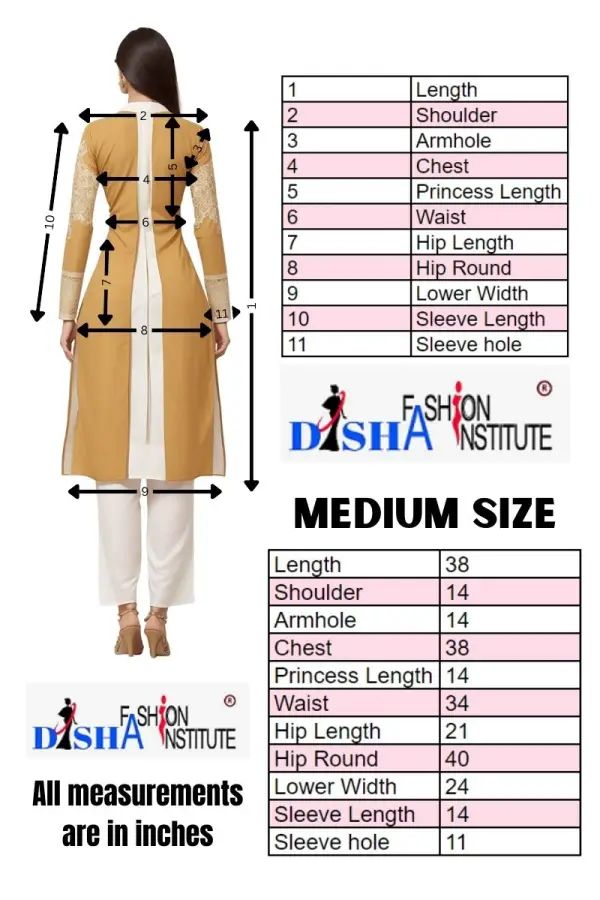 1 Length
2 Shoulder
3 Armhole
4 Chest
5 Princess Length
6 Waist
7 Hip Length
8 Hip Round
9 Lower Width
10 Sleeve Length
11 Sleeve hole
2
3
5
4
10
6
7
1
11
8
9
DISHA FASHION INSTITUTE ®
MEDIUM SIZE
Length 38
Shoulder 14
Armhole 14
Chest 38
Princess Length 14
Waist 34
Hip Length 21
Hip Round 40
Lower Width 24
Sleeve Length 14
Sleeve hole 11
DISHA FASHION INSTITUTE ®
All measurements
are in inches